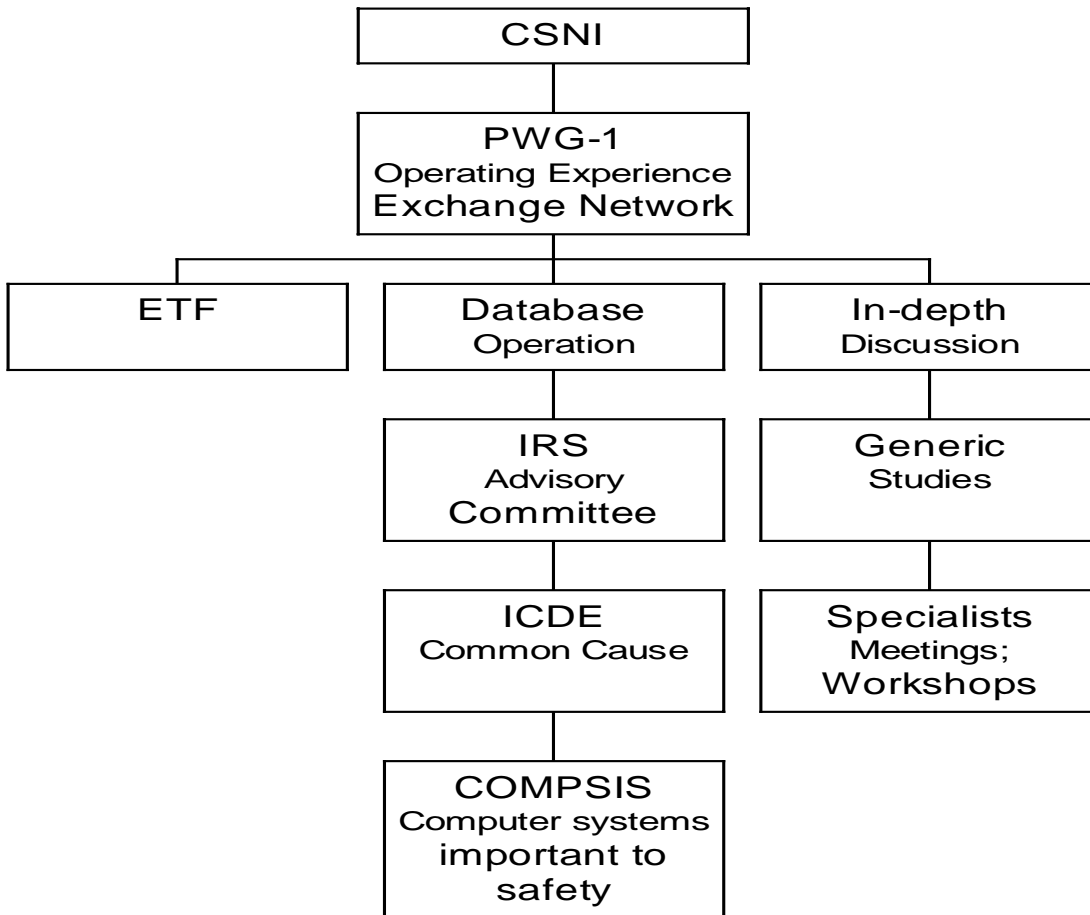 CSNI
PWG-1
Operating Experience
Exchange Network
ETF
Database
Operation
In-depth
Discussion
IRS
Advisory
Committee
Generic
Studies
ICDE
Common Cause
Specialists
Meetings;
Workshops
COMPSIS
Computer systems
important to
safety